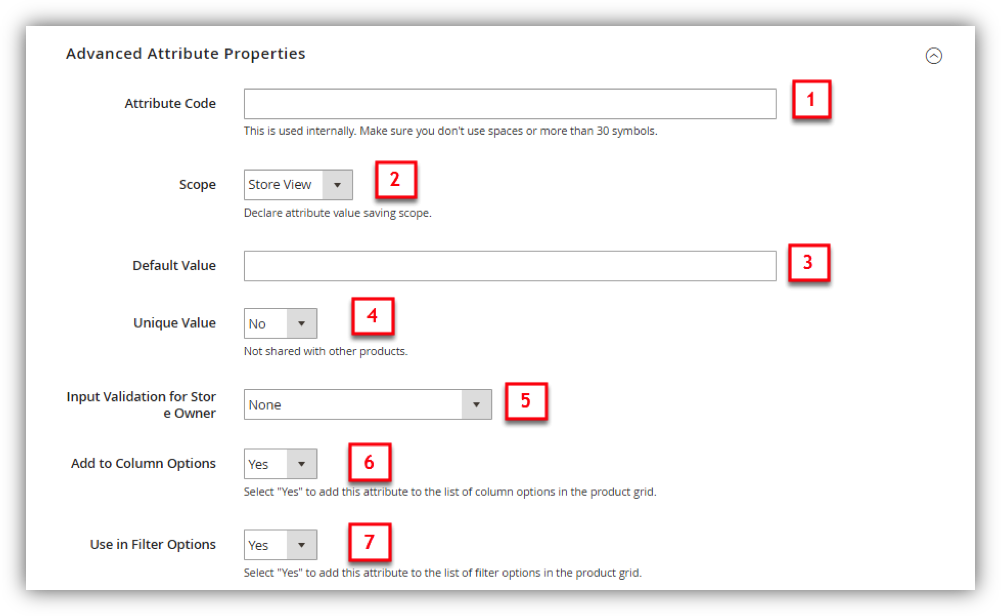 Advanced Attribute Properties
Attribute Code
1
This is used internally. Make sure you don't use spaces or more than 30 symbols.
Scope
Store View
2
Declare attribute value saving scope.
Default Value
3
Unique Value
No
4
Not shared with other products.
Input Validation for Stor
e Owner
None
5
Add to Column Options
Yes
6
Select "Yes" to add this attribute to the list of column options in the product grid.
Use in Filter Options
Yes
7
Select "Yes" to add this attribute to the list of filter options in the product grid.